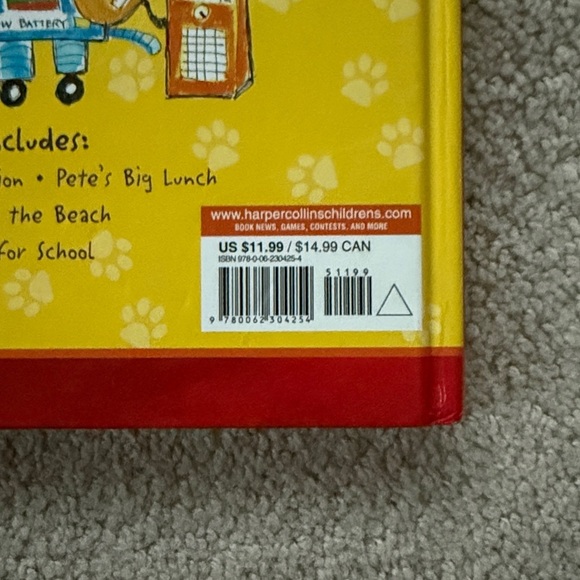 W BATTERY
cludes:
ion • Pete's Big Lunch
the Beach
for School
www.harpercollinschildrens.com
BOOK NEWS, GAMES, CONTESTS, AND MORE
US $11.99 / $14.99 CAN
ISBN 978-0-06-230425-4
51199
9 780062 304254